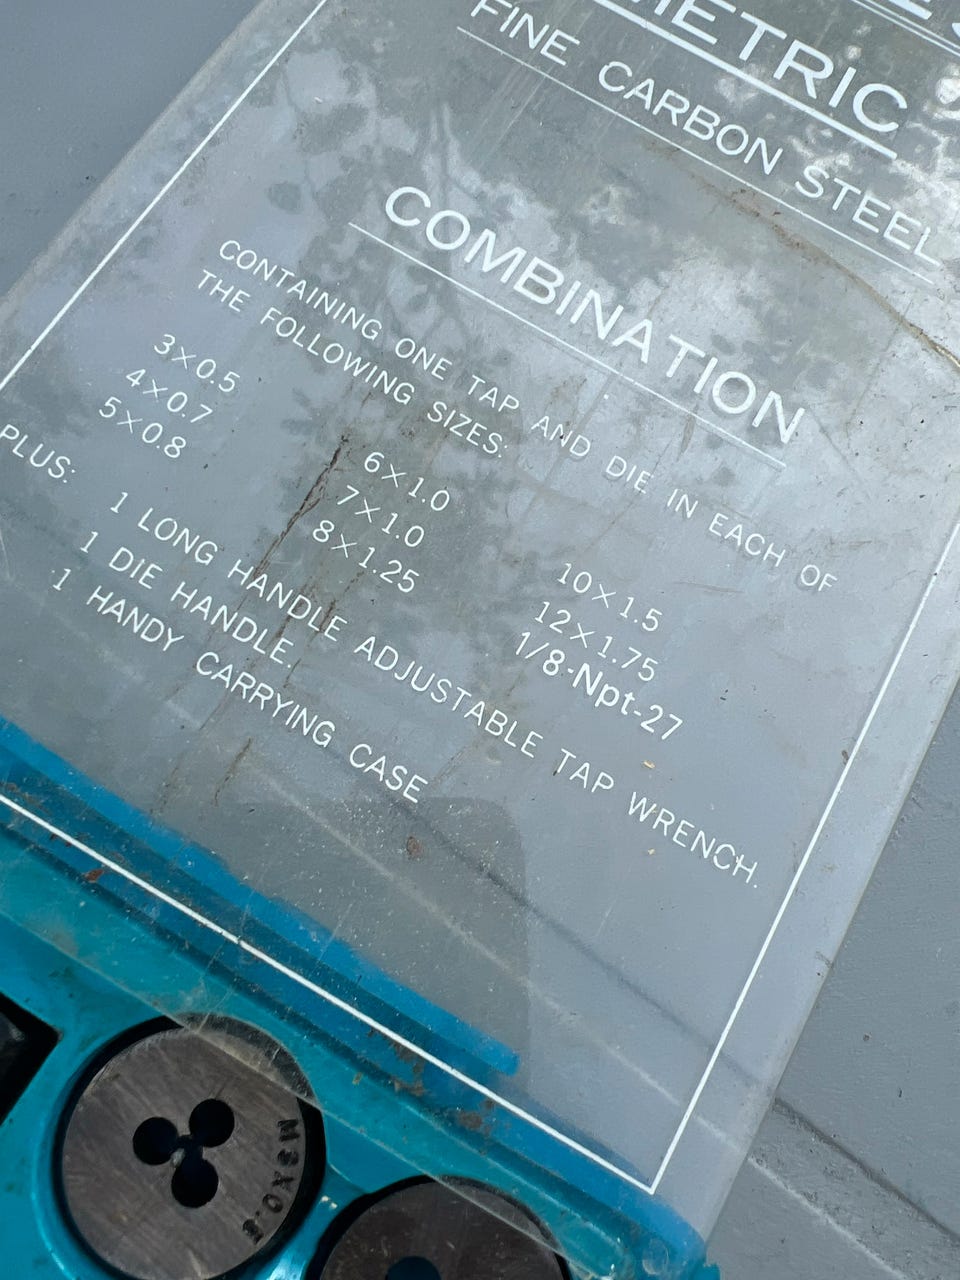 METRIC
FINE CARBON STEEL
COMBINATION
CONTAINING ONE TAP AND DIE IN EACH OF
THE FOLLOWING SIZES:
3×0.5
4×0.7
5×0.8
6×1.0
7×1.0
8×1.25
10×1.5
12×1.75
1/8-Npt-27
PLUS:
1 LONG HANDLE ADJUSTABLE TAP WRENCH.
1 DIE HANDLE.
1 HANDY CARRYING CASE